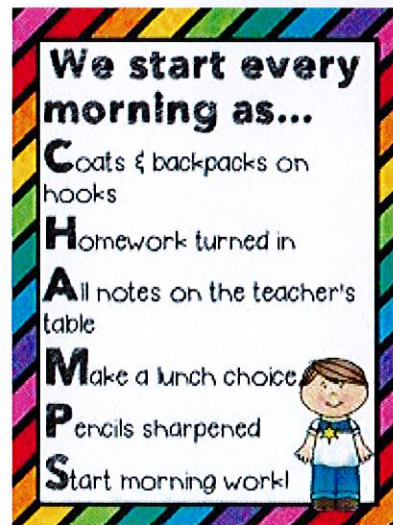 We start every
morning as...
Coats & backpacks on
hooks
Homework turned in
All notes on the teacher's
table
Make a lunch choice
Pencils sharpened
Start morning work!